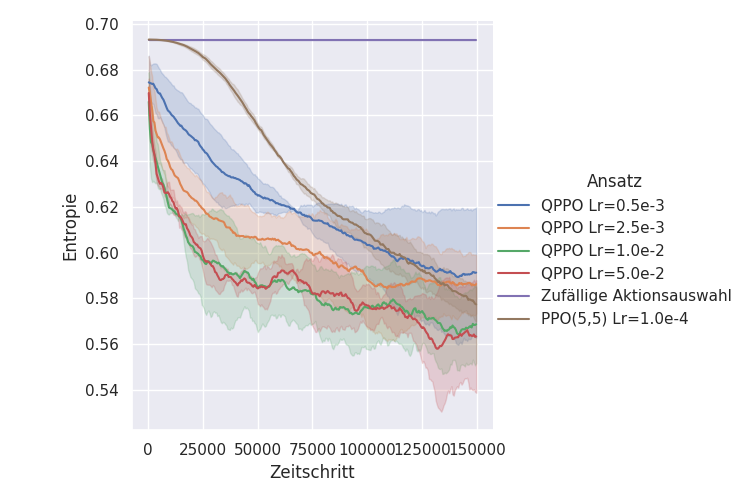 0.70
0.68
0.66
0.64
0.62
0.60
0.58
0.56
0.54
Entropie
0 25000 50000 75000 100000 125000 150000
Zeitschritt
Ansatz
QPPO Lr=0.5e-3
QPPO Lr=2.5e-3
QPPO Lr=1.0e-2
QPPO Lr=5.0e-2
Zufällige Aktionsauswahl
PPO(5,5) Lr=1.0e-4